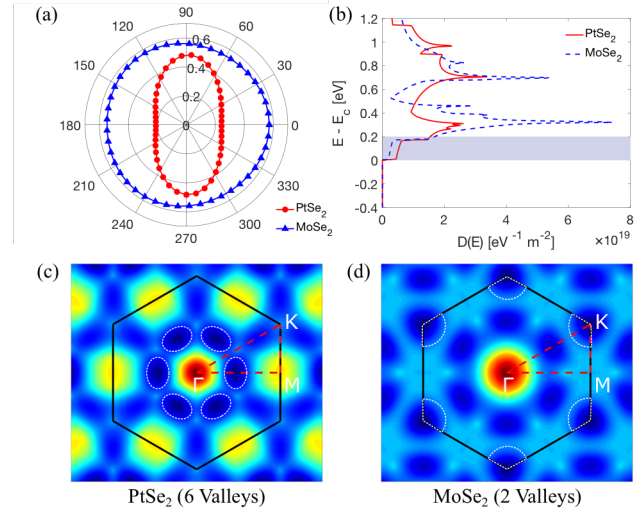 (a)
90
120
60
0.6
150
30
0.4
0.2
180
0
0
210
330
240
300
270
PtSe2
MoSe2
(b)
1.2
1
0.8
0.6
0.4
0.2
0
-0.2
-0.4
E - Ec [eV]
PtSe2
MoSe2
0
2
4
6
8
D(E) [eV-1 m-2]
×10^19
(c)
K
Γ
M
PtSe2 (6 Valleys)
(d)
K
Γ
M
MoSe2 (2 Valleys)